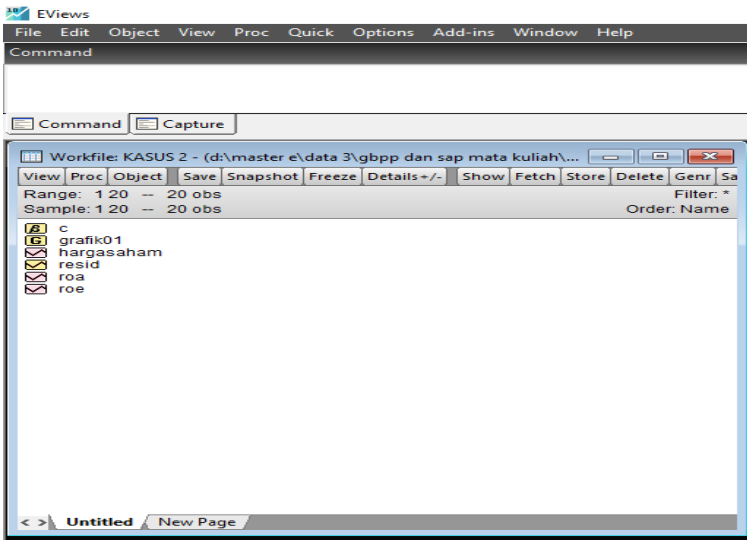 10 EViews
File Edit Object View Proc Quick Options Add-ins Window Help
Command
Command Capture
Workfile: KASUS 2 - (d:\master e\data 3\gbpp dan sap mata kuliah\...
View Proc Object Save Snapshot Freeze Details+/- Show Fetch Store Delete Genr Sa
Range: 1 20 -- 20 obs Filter: *
Sample: 1 20 -- 20 obs Order: Name
β c
G grafik01
hargasaham
resid
roa
roe
< > Untitled New Page